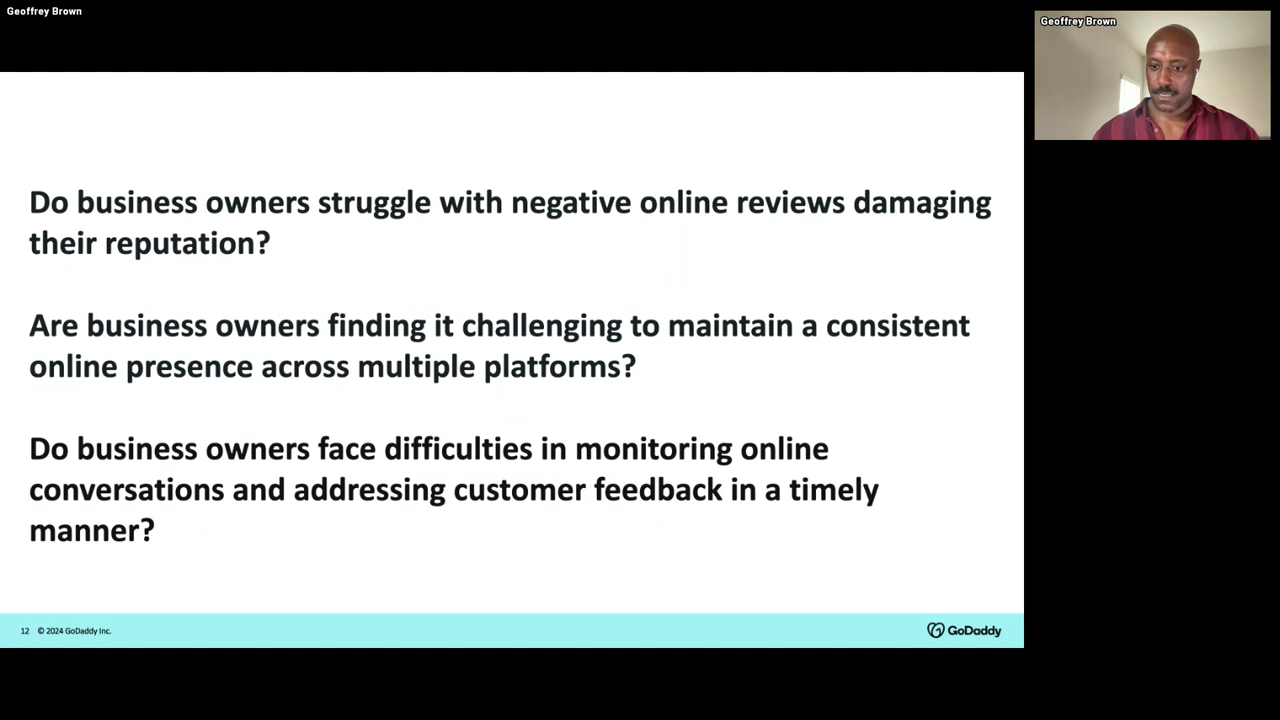 Geoffrey Brown
Geoffrey Brown
Do business owners struggle with negative online reviews damaging
their reputation?
Are business owners finding it challenging to maintain a consistent
online presence across multiple platforms?
Do business owners face difficulties in monitoring online
conversations and addressing customer feedback in a timely
manner?
12 © 2024 GoDaddy Inc.
GoDaddy